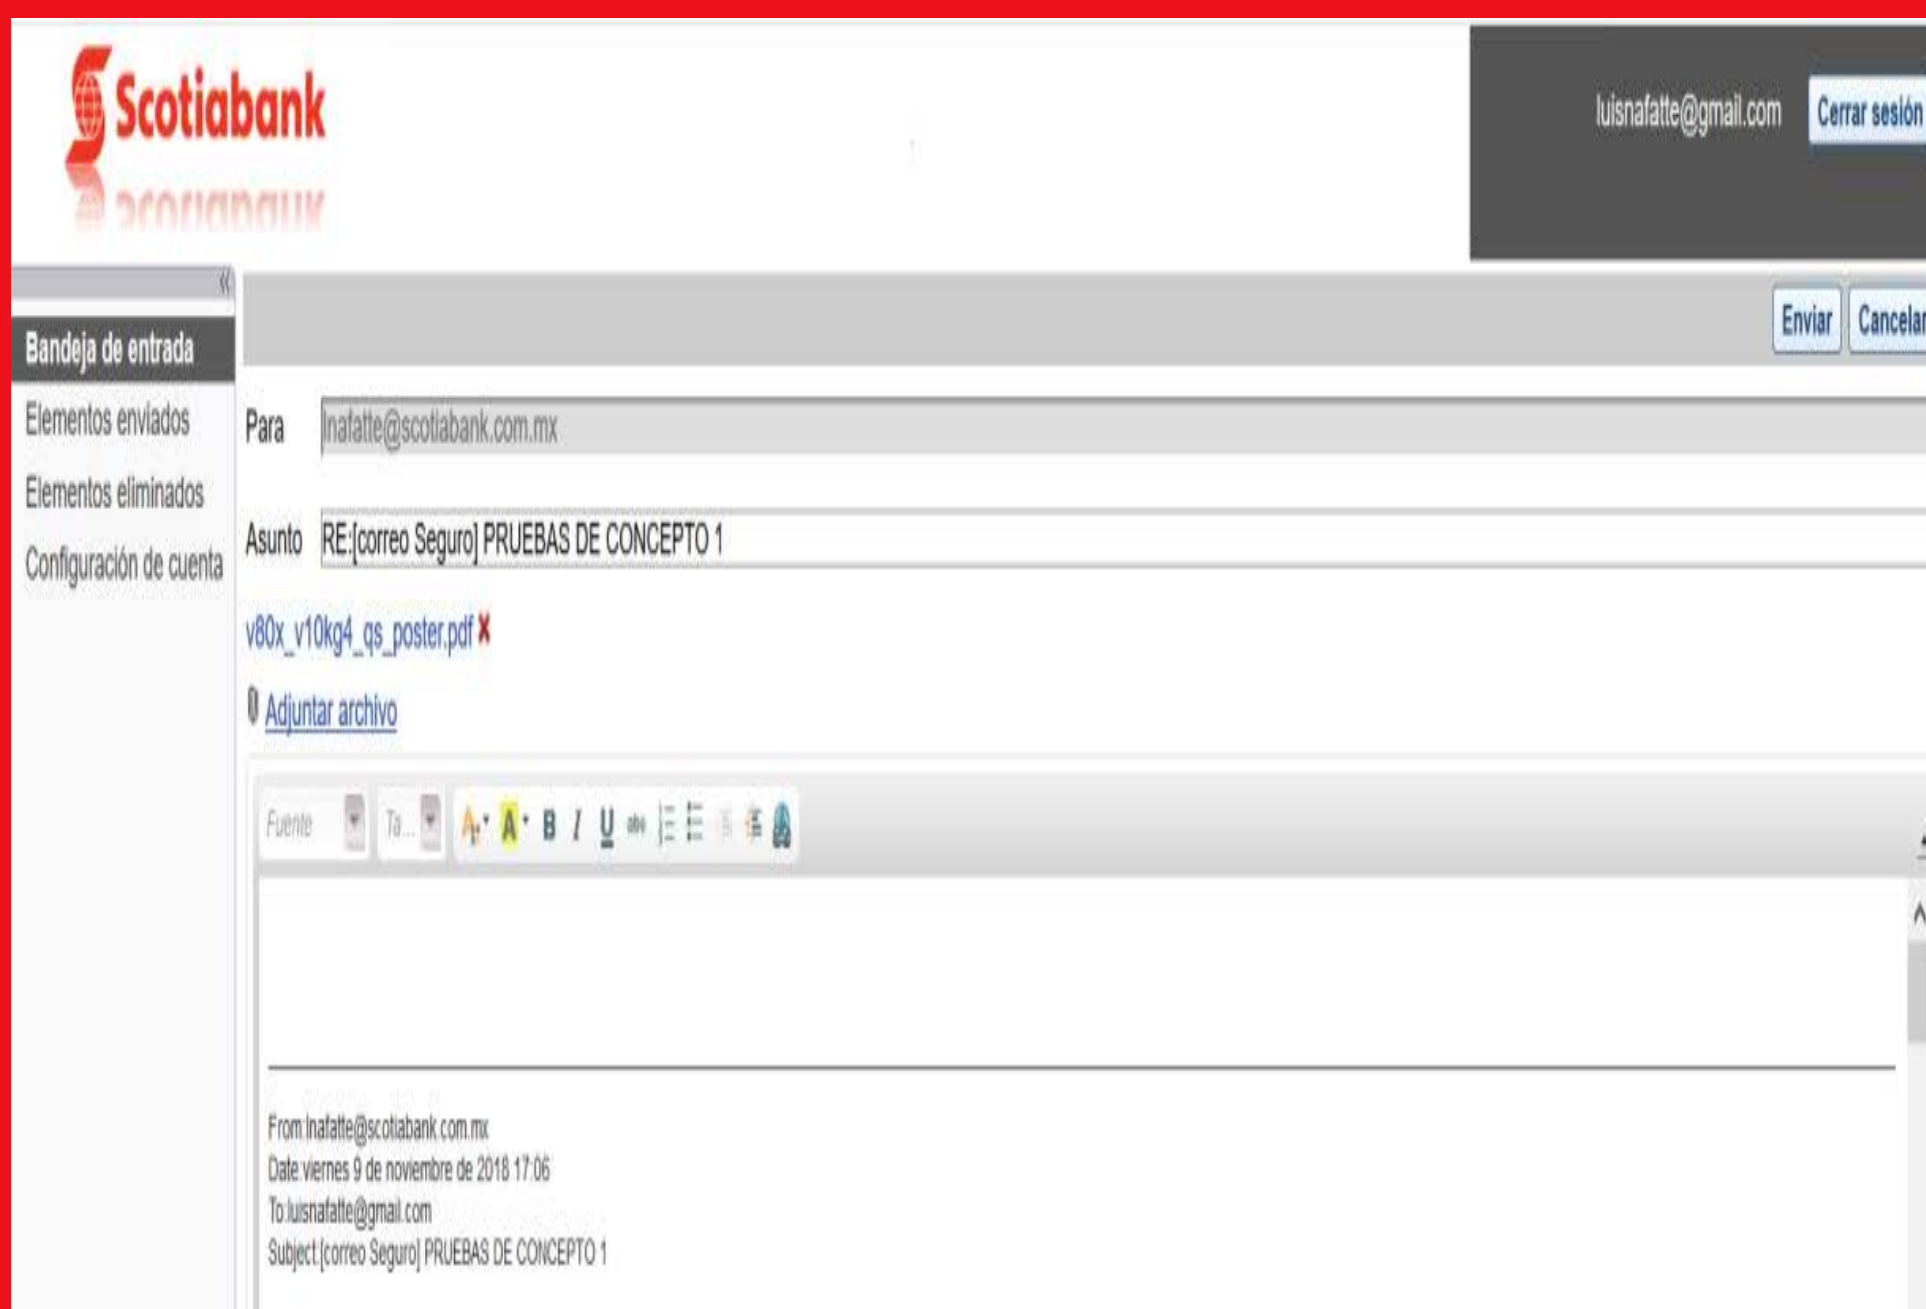 Scotiabank
luisnafatte@gmail.com Cerrar sesión
«
Enviar Cancelar
Bandeja de entrada
Elementos enviados
Elementos eliminados
Configuración de cuenta
Para lnafatte@scotiabank.com.mx
Asunto RE:[correo Seguro] PRUEBAS DE CONCEPTO 1
v80x_v10kg4_qs_poster.pdf
Adjuntar archivo
Fuente Ta... A A B I U abc
From:lnafatte@scotiabank.com.mx
Date:viernes 9 de noviembre de 2018 17:06
To:luisnafatte@gmail.com
Subject:[correo Seguro] PRUEBAS DE CONCEPTO 1